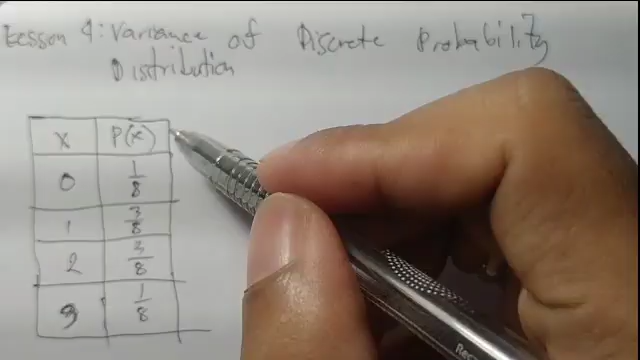 Lesson 4: Variance of Discrete Probability
Distribution
x P(x)
0 1/8
1 3/8
2 3/8
3 1/8